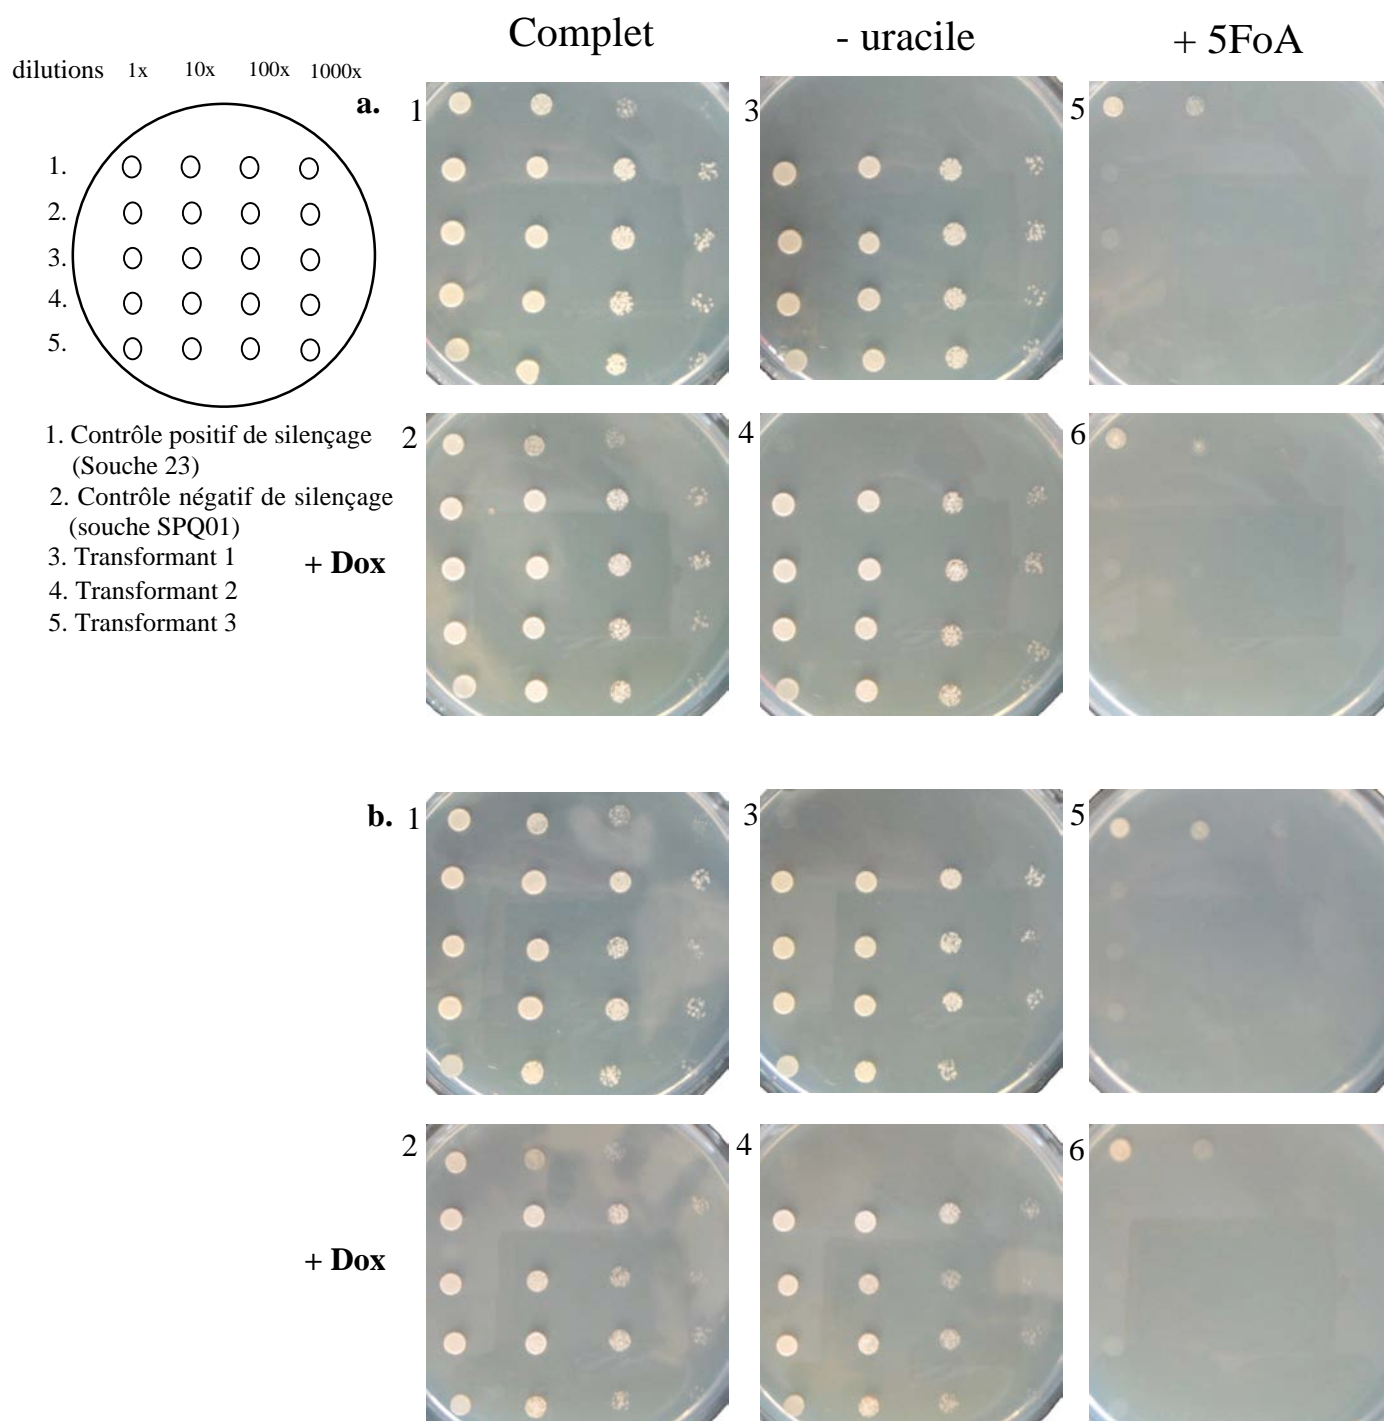 Complet - uracile + 5FoA
dilutions 1x 10x 100x 1000x
a. 1 3 5
1.
2.
3.
4.
5.
1. Contrôle positif de silençage
(Souche 23)
2. Contrôle négatif de silençage
(souche SPQ01)
3. Transformant 1
4. Transformant 2
5. Transformant 3
2 4 6
+ Dox
b. 1 3 5
2 4 6
+ Dox